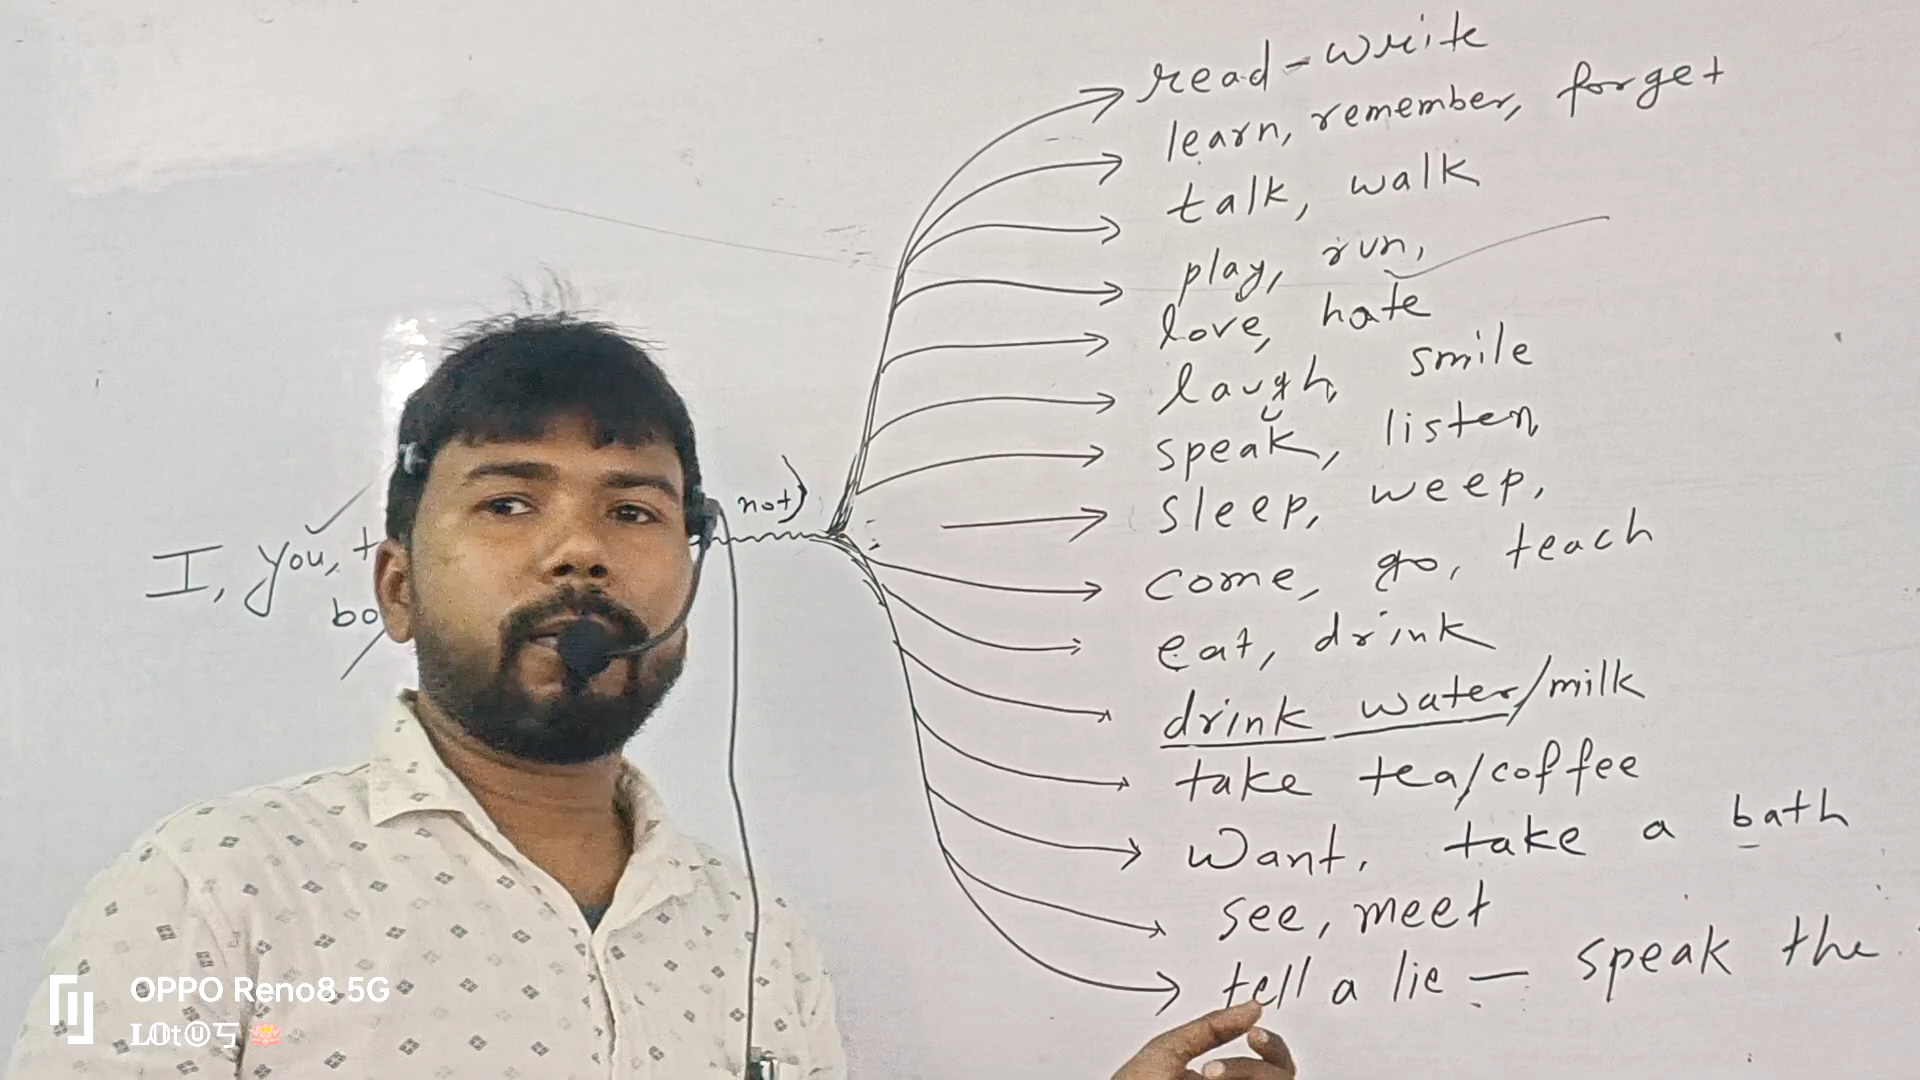 read - write
learn, remember, forget
talk, walk
play, run,
love, hate
laugh, smile
speak, listen,
sleep, weep,
come, go, teach
eat, drink
drink water/milk
take tea/coffee
want, take a bath
see, meet
tell a lie — speak the
not)
I, you,
OPPO Reno8 5G